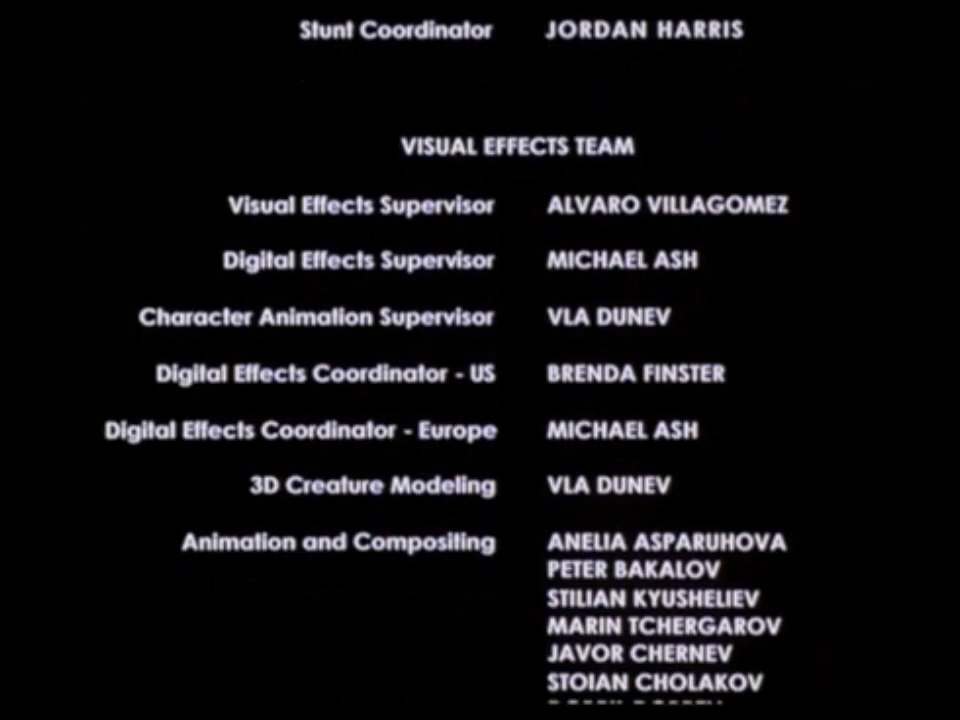 Stunt Coordinator JORDAN HARRIS
VISUAL EFFECTS TEAM
Visual Effects Supervisor ALVARO VILLAGOMEZ
Digital Effects Supervisor MICHAEL ASH
Character Animation Supervisor VLA DUNEV
Digital Effects Coordinator - US BRENDA FINSTER
Digital Effects Coordinator - Europe MICHAEL ASH
3D Creature Modeling VLA DUNEV
Animation and Compositing ANELIA ASPARUHOVA
PETER BAKALOV
STILIAN KYUSHELIEV
MARIN TCHERGAROV
JAVOR CHERNEV
STOIAN CHOLAKOV